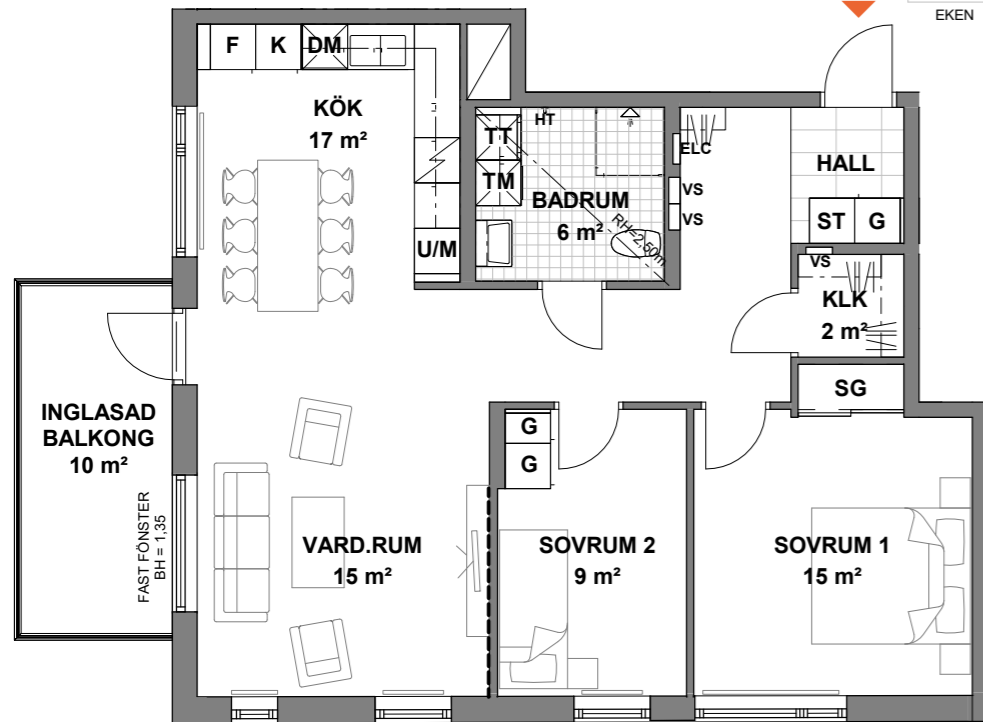 EKEN
F K DM
KÖK
17 m²
U/M
TT
TM
HT
BADRUM
6 m²
RH=2,50m
ELC
VS
VS
HALL
ST G
VS
KLK
2 m²
SG
INGLASAD
BALKONG
10 m²
FAST FÖNSTER
BH = 1,35
VARD.RUM
15 m²
G
G
SOVRUM 2
9 m²
SOVRUM 1
15 m²